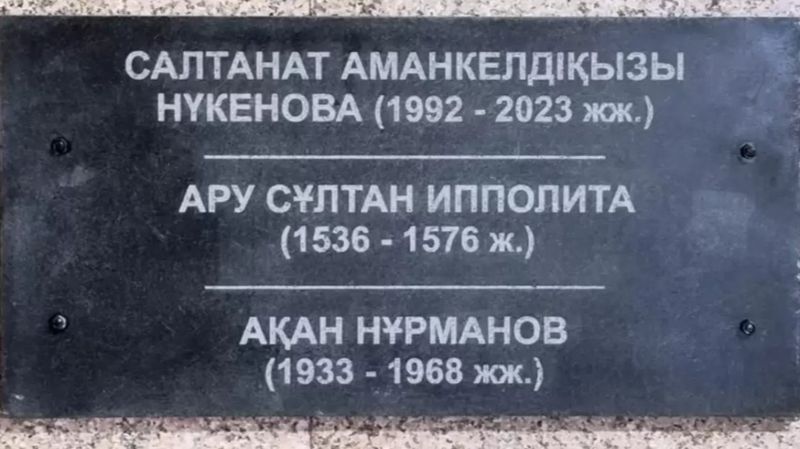 САЛТАНАТ АМАНКЕЛДІҚЫЗЫ
НҮКЕНОВА (1992 - 2023 жж.)
АРУ СҰЛТАН ИППОЛИТА
(1536 - 1576 ж.)
АҚАН НҰРМАНОВ
(1933 - 1968 жж.)